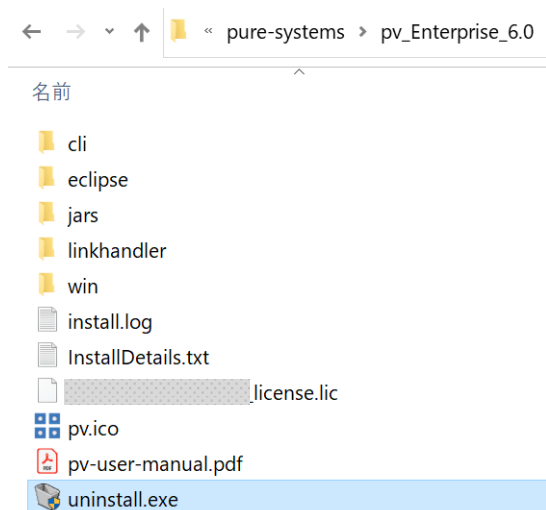 « pure-systems > pv_Enterprise_6.0
名前
cli
eclipse
jars
linkhandler
win
install.log
InstallDetails.txt
_license.lic
pv.ico
pv-user-manual.pdf
uninstall.exe